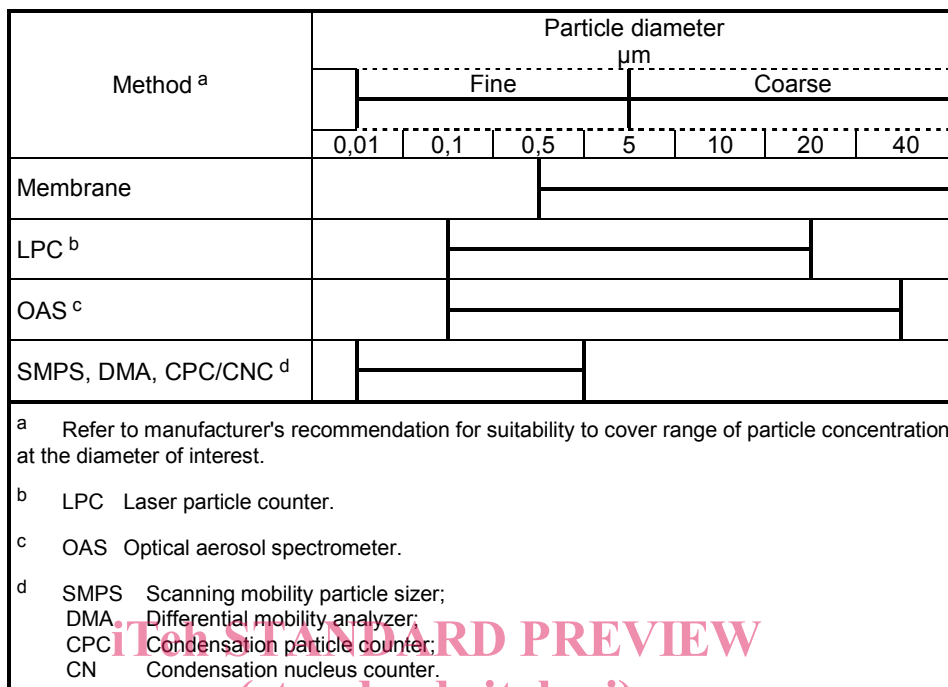 Particle diameter
µm
Method a
Fine Coarse
0,01 0,1 0,5 5 10 20 40
Membrane
LPC b
OAS c
SMPS, DMA, CPC/CNC d
a Refer to manufacturer's recommendation for suitability to cover range of particle concentration
at the diameter of interest.
b LPC Laser particle counter.
c OAS Optical aerosol spectrometer.
d SMPS Scanning mobility particle sizer;
DMA Differential mobility analyzer;
CPC Condensation particle counter;
CN Condensation nucleus counter.
iTeh STANDARD PREVIEW